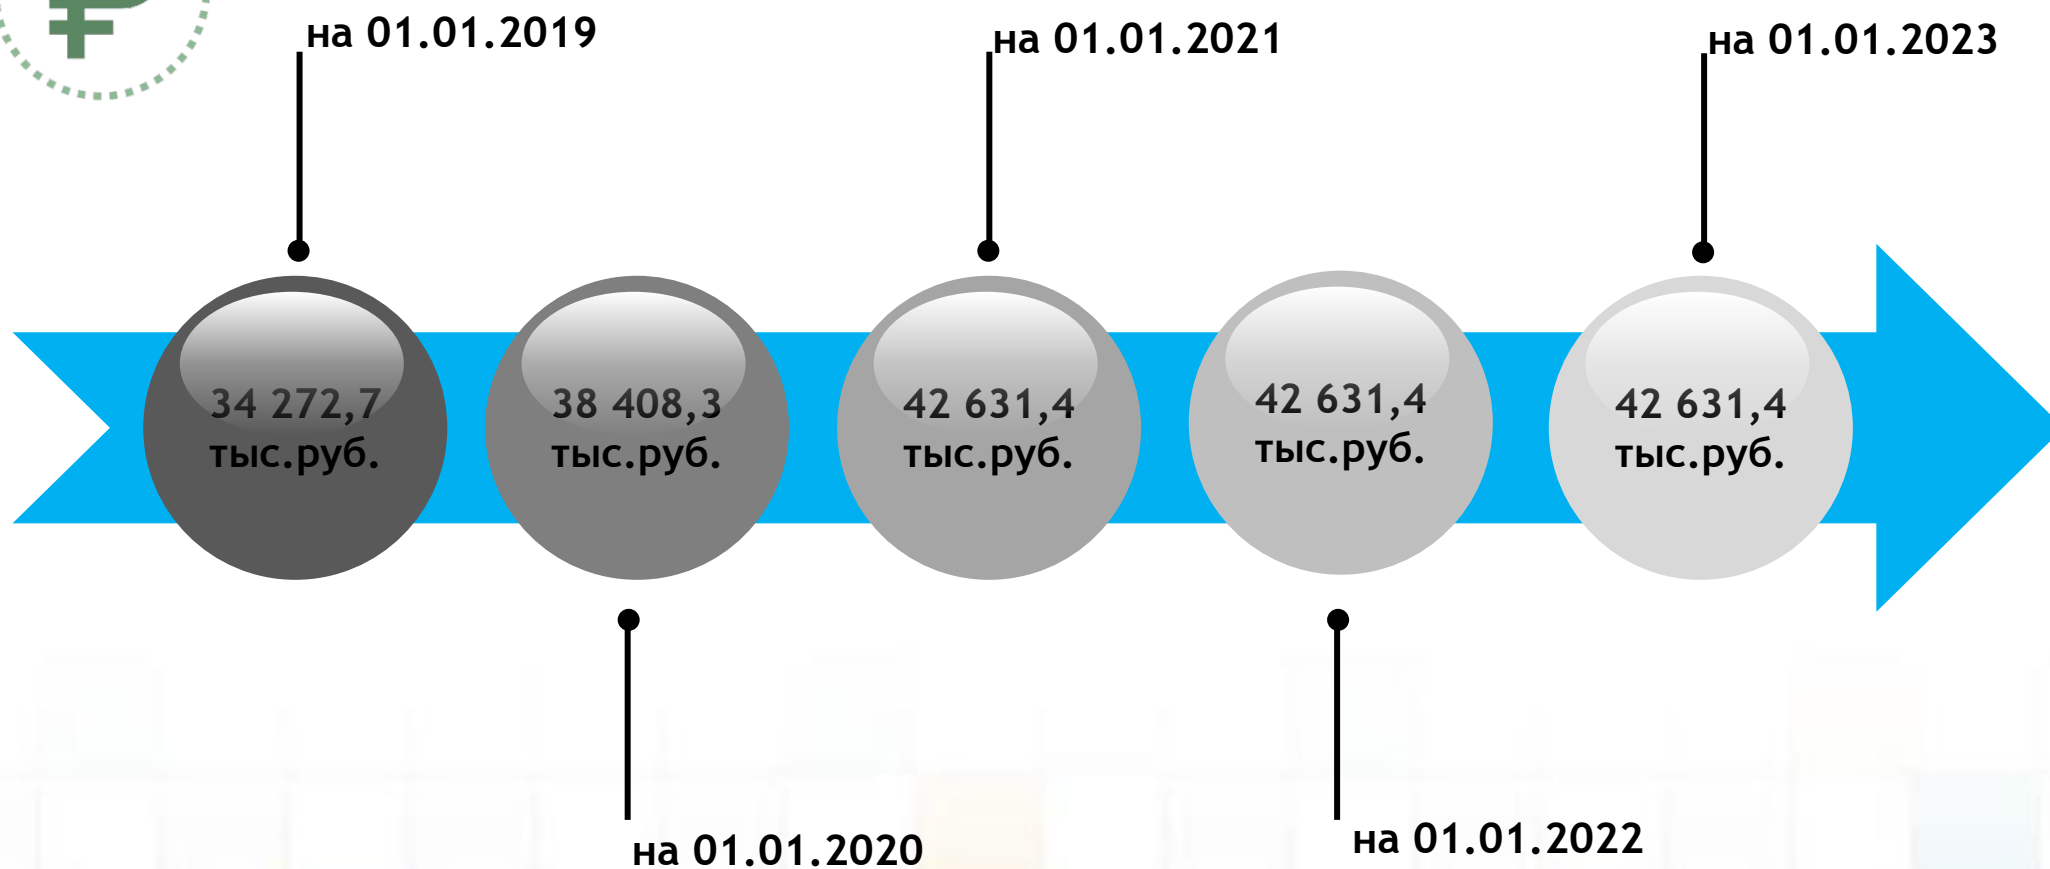 на 01.01.2019
на 01.01.2021
на 01.01.2023
34 272,7
тыс.руб.
38 408,3
тыс.руб.
42 631,4
тыс.руб.
42 631,4
тыс.руб.
42 631,4
тыс.руб.
на 01.01.2020
на 01.01.2022